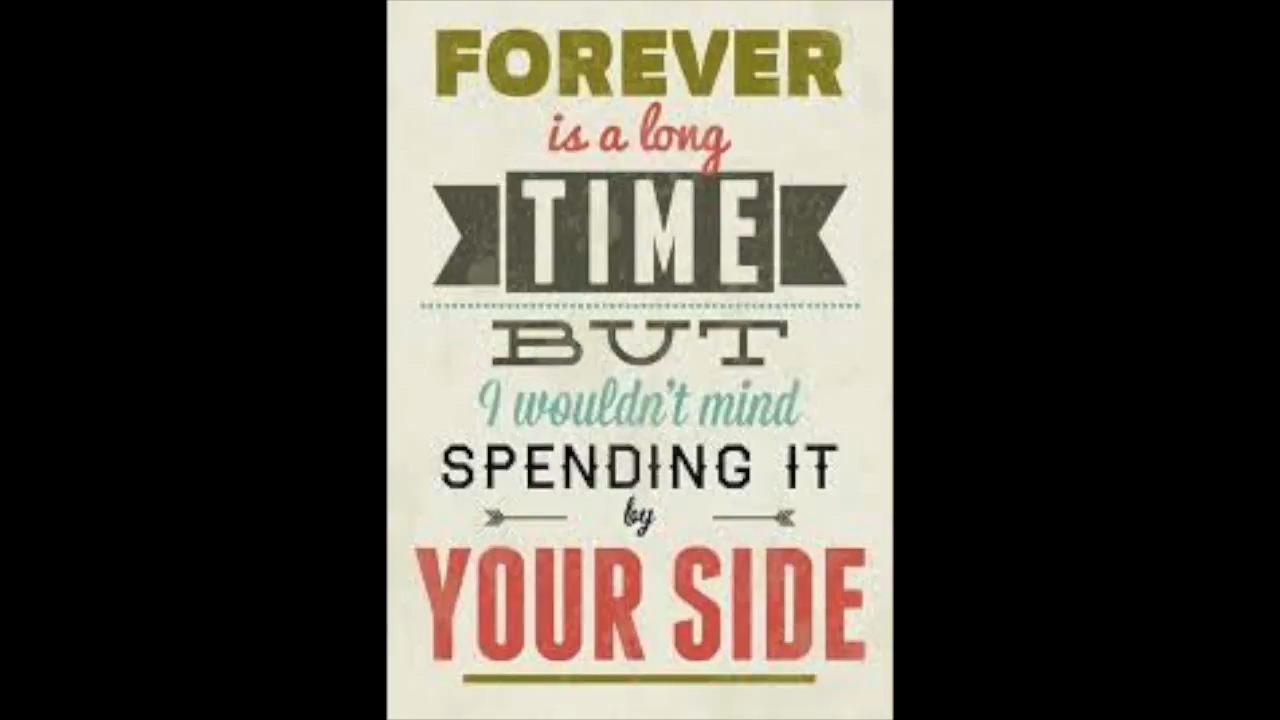 FOREVER
is a long
TIME
BUT
I wouldn't mind
SPENDING IT
by
YOUR SIDE